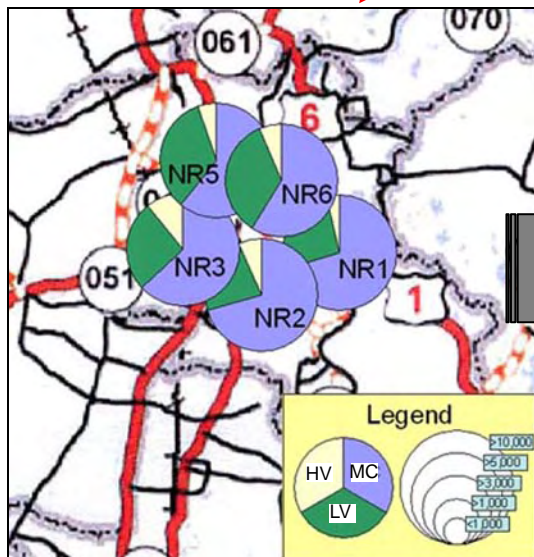 070
061
6
NR5
NR6
NR3
NR1
051
NR2
1
Legend
>10,000
>5,000
HV
MC
>3,000
LV
>1,000
<1,000